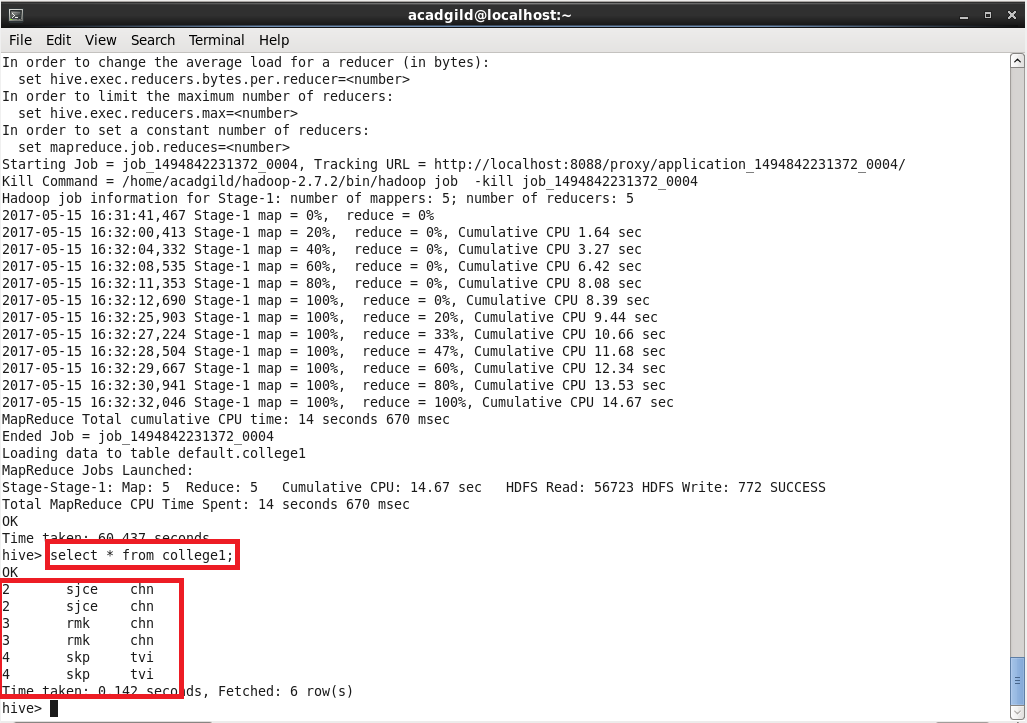 acadgild@localhost:~
File Edit View Search Terminal Help
In order to change the average load for a reducer (in bytes):
  set hive.exec.reducers.bytes.per.reducer=<number>
In order to limit the maximum number of reducers:
  set hive.exec.reducers.max=<number>
In order to set a constant number of reducers:
  set mapreduce.job.reduces=<number>
Starting Job = job_1494842231372_0004, Tracking URL = http://localhost:8088/proxy/application_1494842231372_0004/
Kill Command = /home/acadgild/hadoop-2.7.2/bin/hadoop job  -kill job_1494842231372_0004
Hadoop job information for Stage-1: number of mappers: 5; number of reducers: 5
2017-05-15 16:31:41,467 Stage-1 map = 0%,  reduce = 0%
2017-05-15 16:32:00,413 Stage-1 map = 20%,  reduce = 0%, Cumulative CPU 1.64 sec
2017-05-15 16:32:04,332 Stage-1 map = 40%,  reduce = 0%, Cumulative CPU 3.27 sec
2017-05-15 16:32:08,535 Stage-1 map = 60%,  reduce = 0%, Cumulative CPU 6.42 sec
2017-05-15 16:32:11,353 Stage-1 map = 80%,  reduce = 0%, Cumulative CPU 8.08 sec
2017-05-15 16:32:12,690 Stage-1 map = 100%,  reduce = 0%, Cumulative CPU 8.39 sec
2017-05-15 16:32:25,903 Stage-1 map = 100%,  reduce = 20%, Cumulative CPU 9.44 sec
2017-05-15 16:32:27,224 Stage-1 map = 100%,  reduce = 33%, Cumulative CPU 10.66 sec
2017-05-15 16:32:28,504 Stage-1 map = 100%,  reduce = 47%, Cumulative CPU 11.68 sec
2017-05-15 16:32:29,667 Stage-1 map = 100%,  reduce = 60%, Cumulative CPU 12.34 sec
2017-05-15 16:32:30,941 Stage-1 map = 100%,  reduce = 80%, Cumulative CPU 13.53 sec
2017-05-15 16:32:32,046 Stage-1 map = 100%,  reduce = 100%, Cumulative CPU 14.67 sec
MapReduce Total cumulative CPU time: 14 seconds 670 msec
Ended Job = job_1494842231372_0004
Loading data to table default.college1
MapReduce Jobs Launched:
Stage-Stage-1: Map: 5  Reduce: 5   Cumulative CPU: 14.67 sec   HDFS Read: 56723 HDFS Write: 772 SUCCESS
Total MapReduce CPU Time Spent: 14 seconds 670 msec
OK
Time taken: 60.437 seconds
hive> select * from college1;
OK
2       sjce    chn
2       sjce    chn
3       rmk     chn
3       rmk     chn
4       skp     tvi
4       skp     tvi
Time taken: 0.142 seconds, Fetched: 6 row(s)
hive>